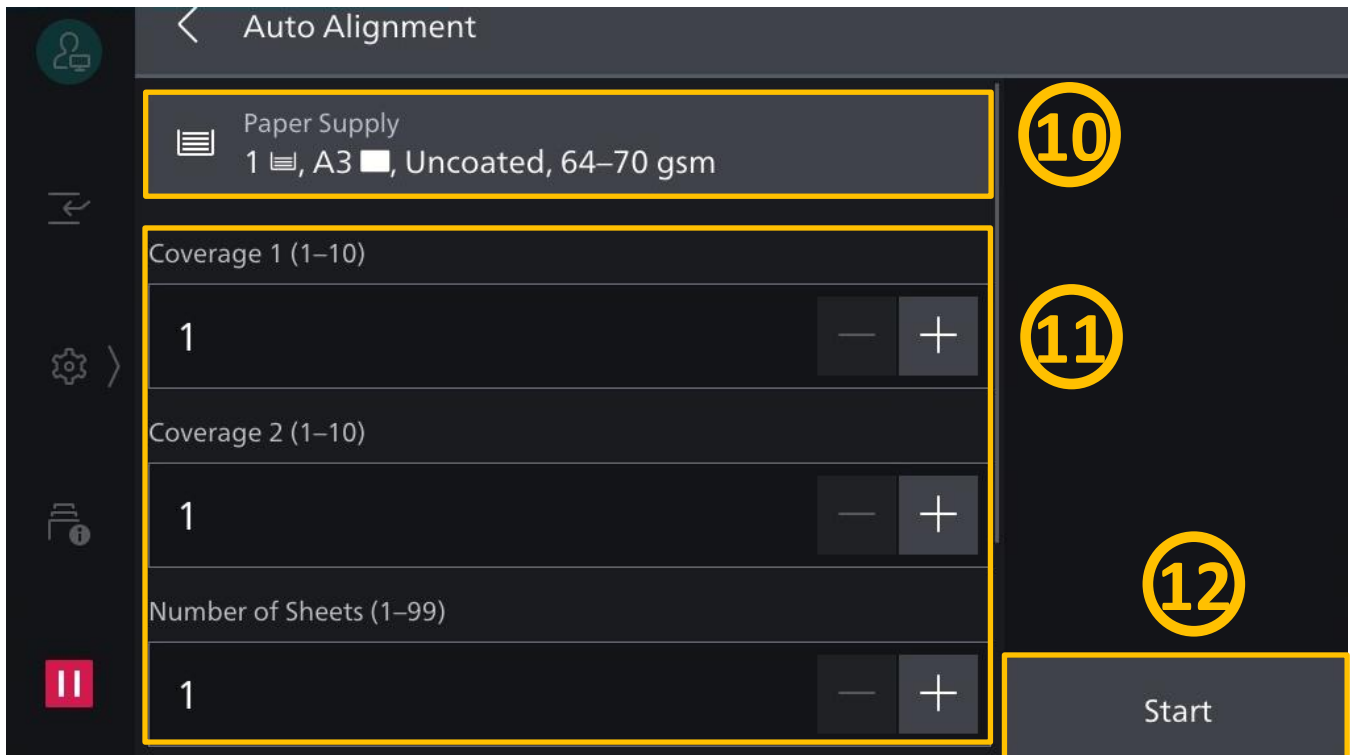 Auto Alignment
Paper Supply
1 , A3 , Uncoated, 64–70 gsm
10
Coverage 1 (1–10)
1
11
Coverage 2 (1–10)
1
12
Number of Sheets (1–99)
1
Start